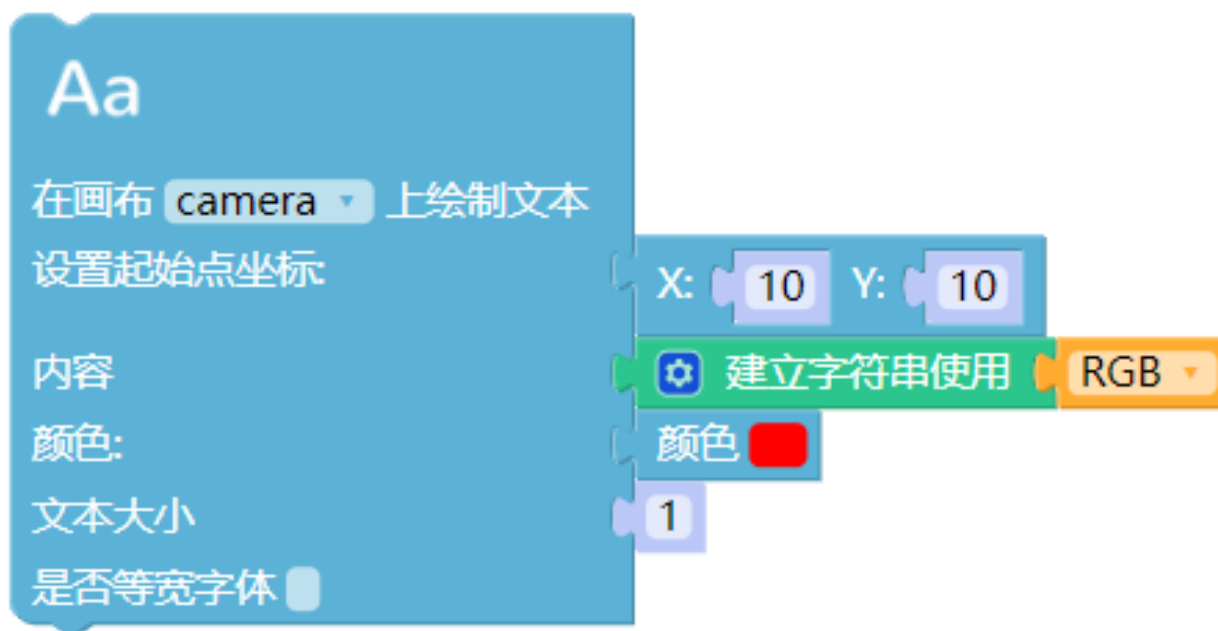 Aa
在画布 camera 上绘制文本
设置起始点坐标: X: 10 Y: 10
内容 建立字符串使用 RGB
颜色: 颜色
文本大小 1
是否等宽字体